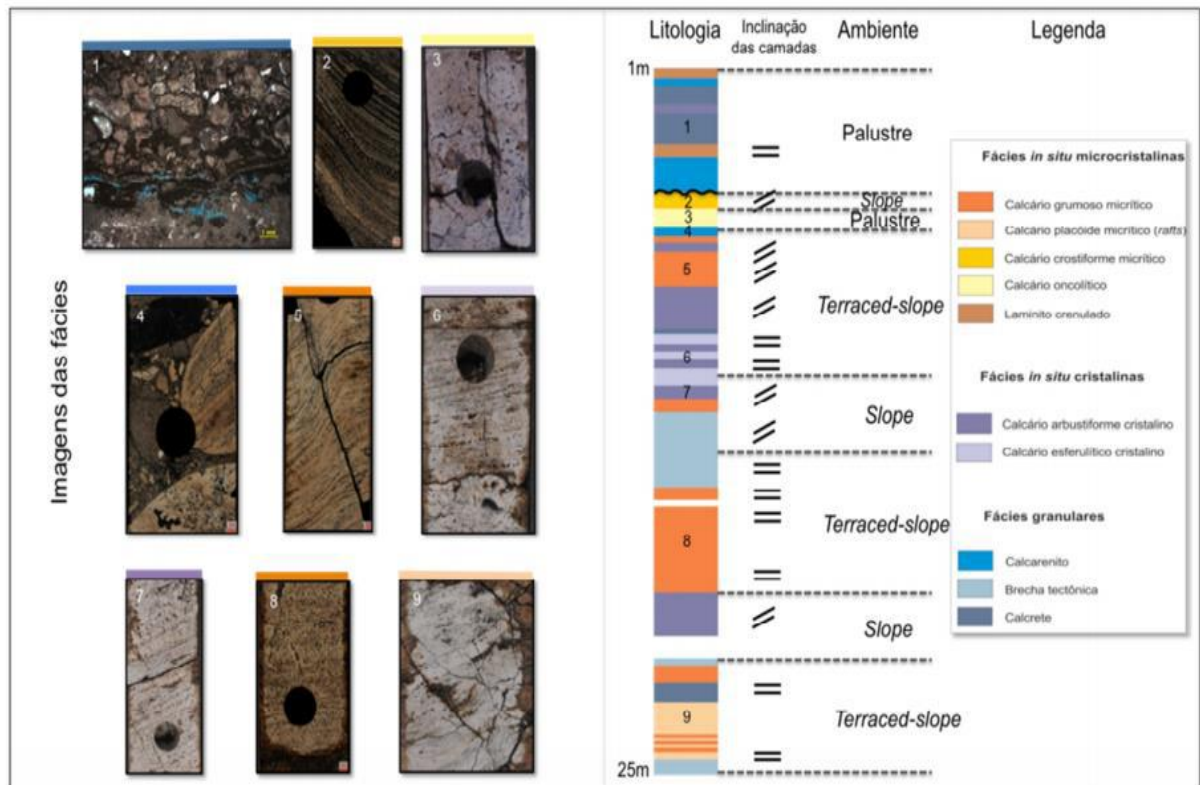 Imagens das fácies
1
1 mm
2
3
4
5
6
7
8
9
Litologia
Inclinação
das camadas
Ambiente
Legenda
1m
1
Palustre
2
Slope
3
Palustre
4
5
Terraced-slope
6
7
Slope
8
Terraced-slope
Slope
9
Terraced-slope
25m
Fácies in situ microcristalinas
Calcário grumoso micrítico
Calcário placóide micrítico (rafts)
Calcário crostiforme micrítico
Calcário oncolítico
Laminito crenulado
Fácies in situ cristalinas
Calcário arbustiforme cristalino
Calcário esferulítico cristalino
Fácies granulares
Calcarenito
Brecha tectônica
Calcrete